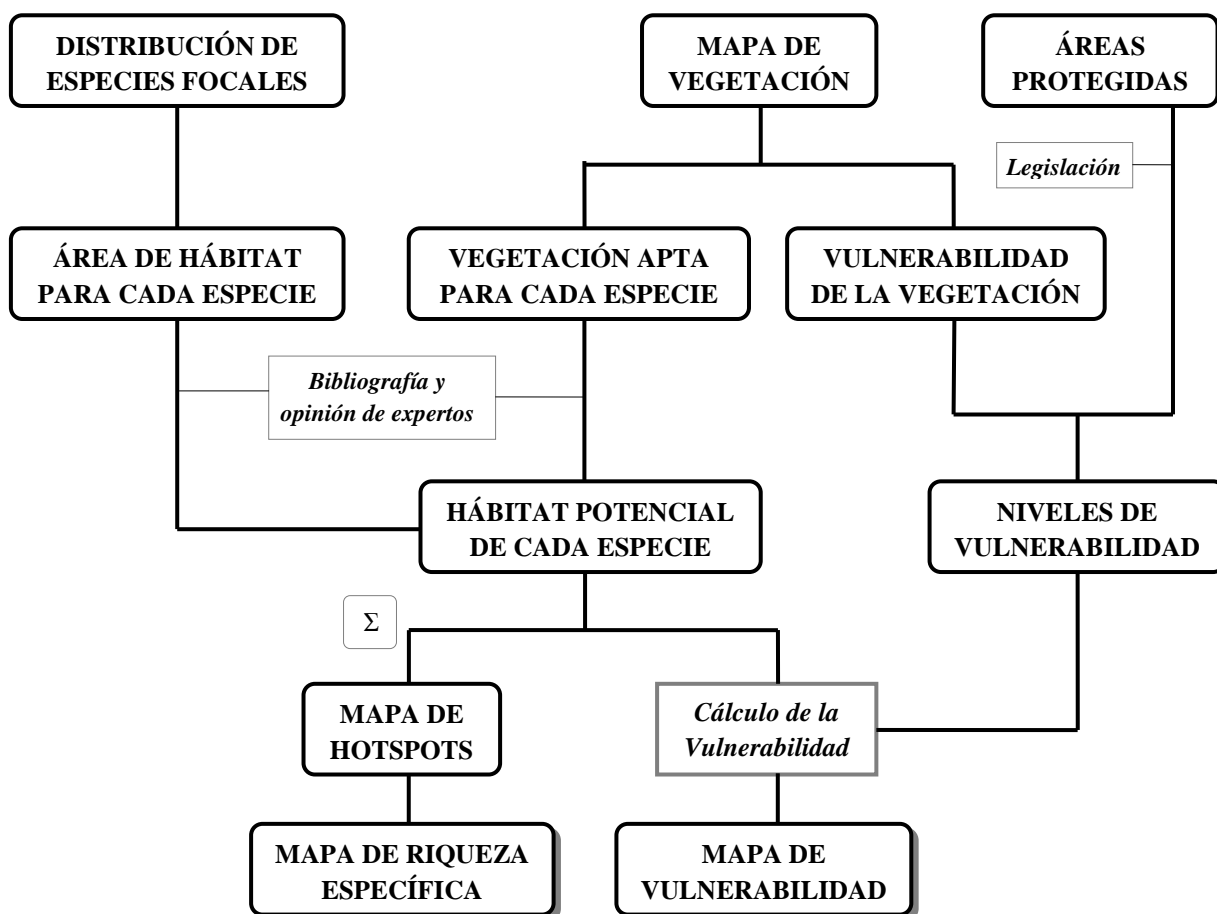 DISTRIBUCIÓN DE
ESPECIES FOCALES
MAPA DE
VEGETACIÓN
ÁREAS
PROTEGIDAS
Legislación
ÁREA DE HÁBITAT
PARA CADA ESPECIE
VEGETACIÓN APTA
PARA CADA ESPECIE
VULNERABILIDAD
DE LA VEGETACIÓN
Bibliografía y
opinión de expertos
HÁBITAT POTENCIAL
DE CADA ESPECIE
NIVELES DE
VULNERABILIDAD
Σ
MAPA DE
HOTSPOTS
Cálculo de la
Vulnerabilidad
MAPA DE RIQUEZA
ESPECÍFICA
MAPA DE
VULNERABILIDAD